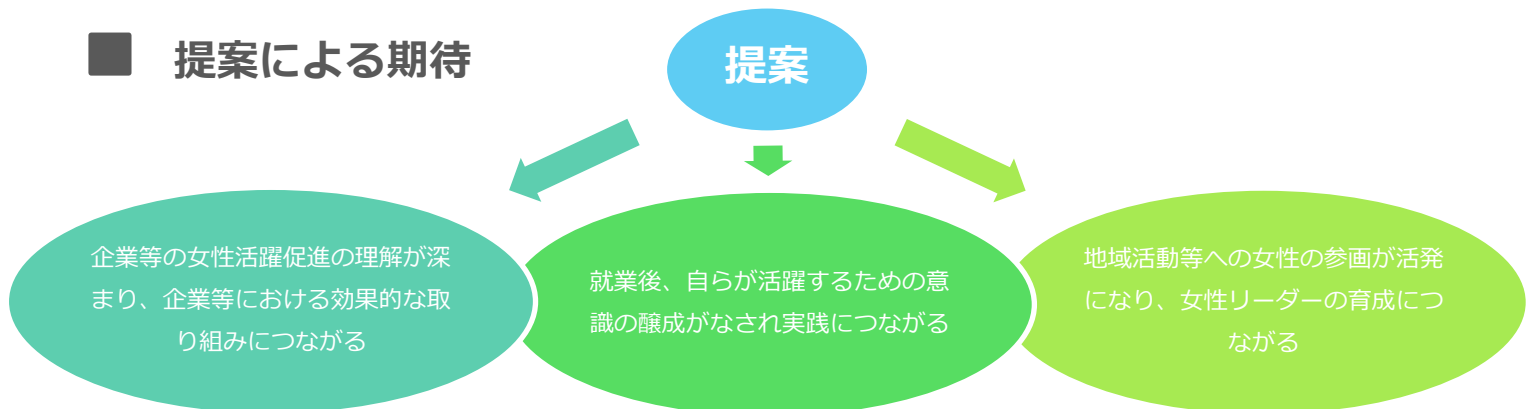 ■ 提案による期待
提案
企業等の女性活躍促進の理解が深
まり、企業等における効果的な取
り組みにつながる
就業後、自らが活躍するための意
識の醸成がなされ実践につながる
地域活動等への女性の参画が活発
になり、女性リーダーの育成につ
ながる